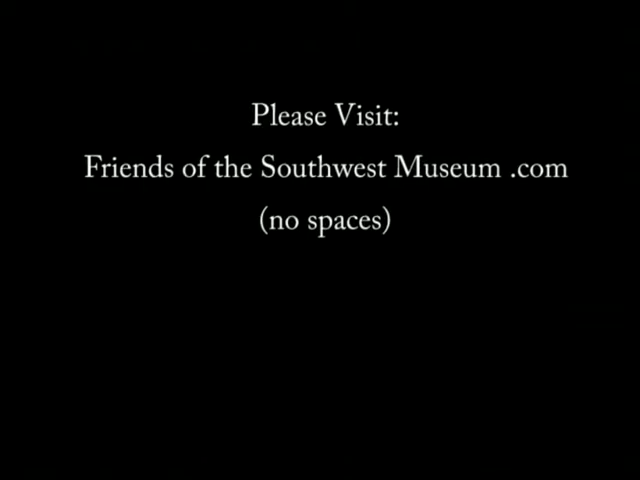 Please Visit:
Friends of the Southwest Museum .com
(no spaces)